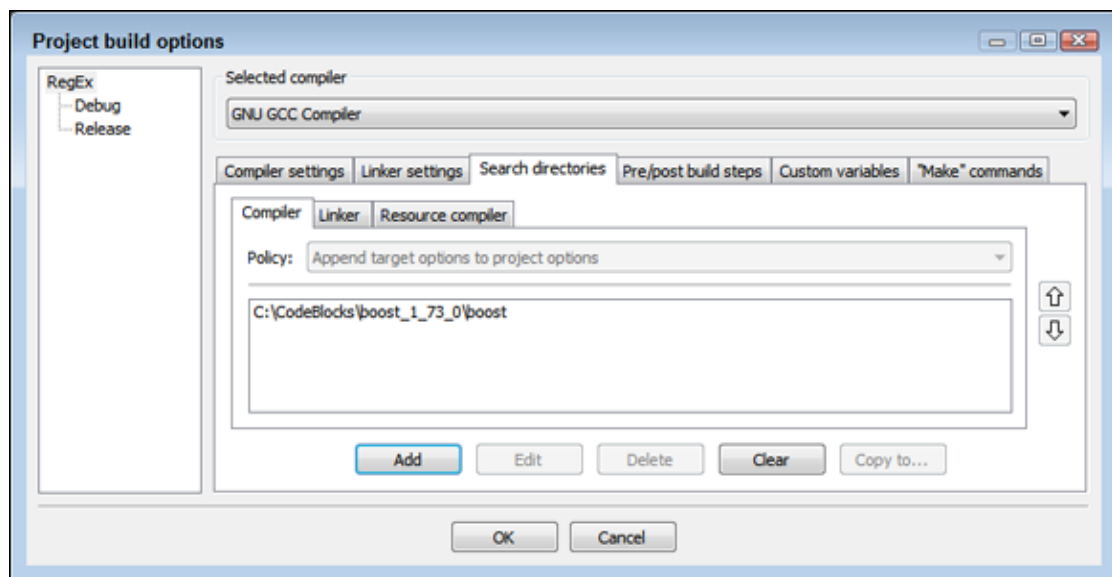 Project build options
RegEx
Debug
Release
Selected compiler
GNU GCC Compiler
Compiler settings Linker settings Search directories Pre/post build steps Custom variables "Make" commands
Compiler Linker Resource compiler
Policy: Append target options to project options
C:\CodeBlocks\boost_1_73_0\boost
Add Edit Delete Clear Copy to...
OK Cancel